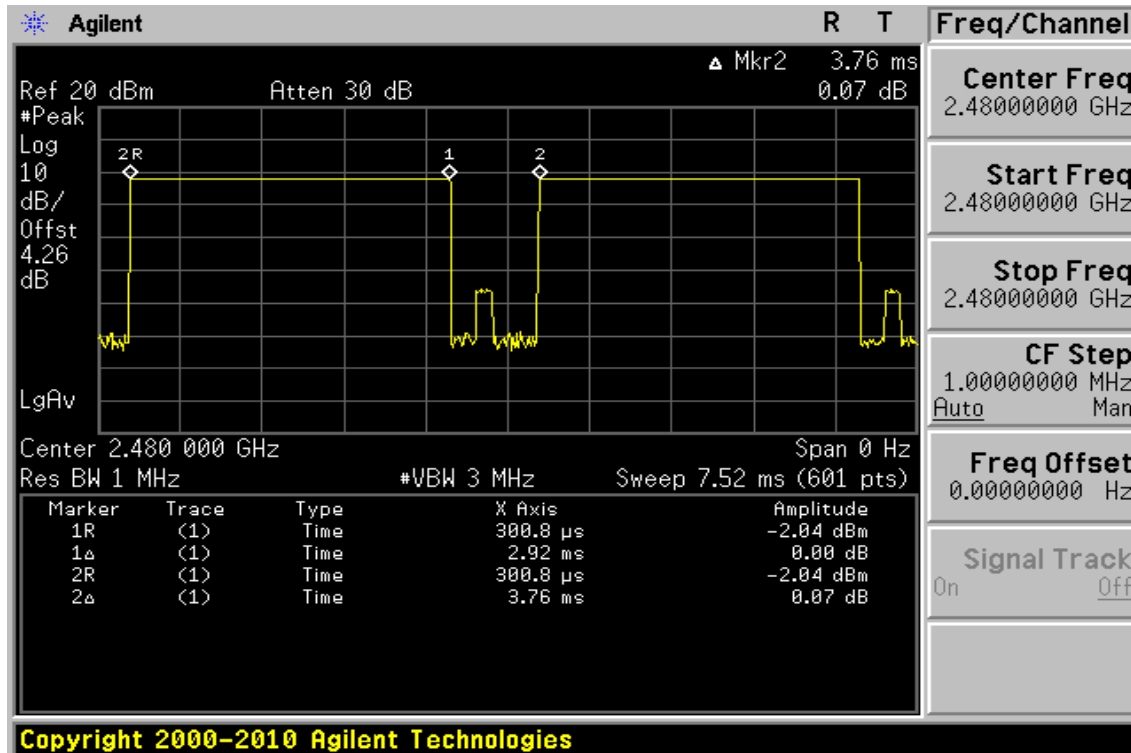 Agilent R T
Freq/Channel
Δ Mkr2 3.76 ms
Ref 20 dBm Atten 30 dB 0.07 dB
#Peak
Log
10
dB/
Offst
4.26
dB
LgAv
2R 1 2
Center 2.480 000 GHz Span 0 Hz
Res BW 1 MHz #VBW 3 MHz Sweep 7.52 ms (601 pts)
Marker Trace Type X Axis Amplitude
1R (1) Time 300.8 µs -2.04 dBm
1Δ (1) Time 2.92 ms 0.00 dB
2R (1) Time 300.8 µs -2.04 dBm
2Δ (1) Time 3.76 ms 0.07 dB
Center Freq
2.48000000 GHz
Start Freq
2.48000000 GHz
Stop Freq
2.48000000 GHz
CF Step
1.00000000 MHz
Auto Man
Freq Offset
0.00000000 Hz
Signal Track
On Off
Copyright 2000-2010 Agilent Technologies